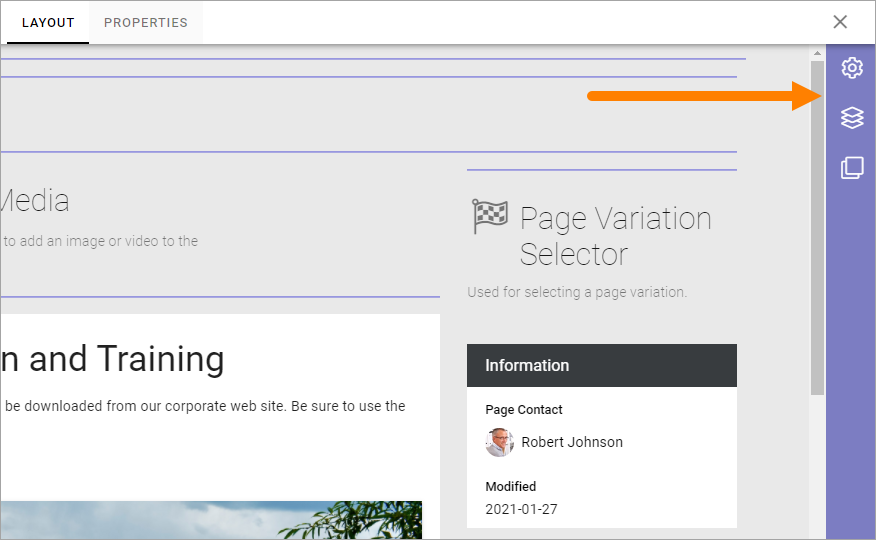 LAYOUT PROPERTIES
Media
to add an image or video to the
Page Variation
Selector
Used for selecting a page variation.
n and Training
be downloaded from our corporate web site. Be sure to use the
Information
Page Contact
Robert Johnson
Modified
2021-01-27